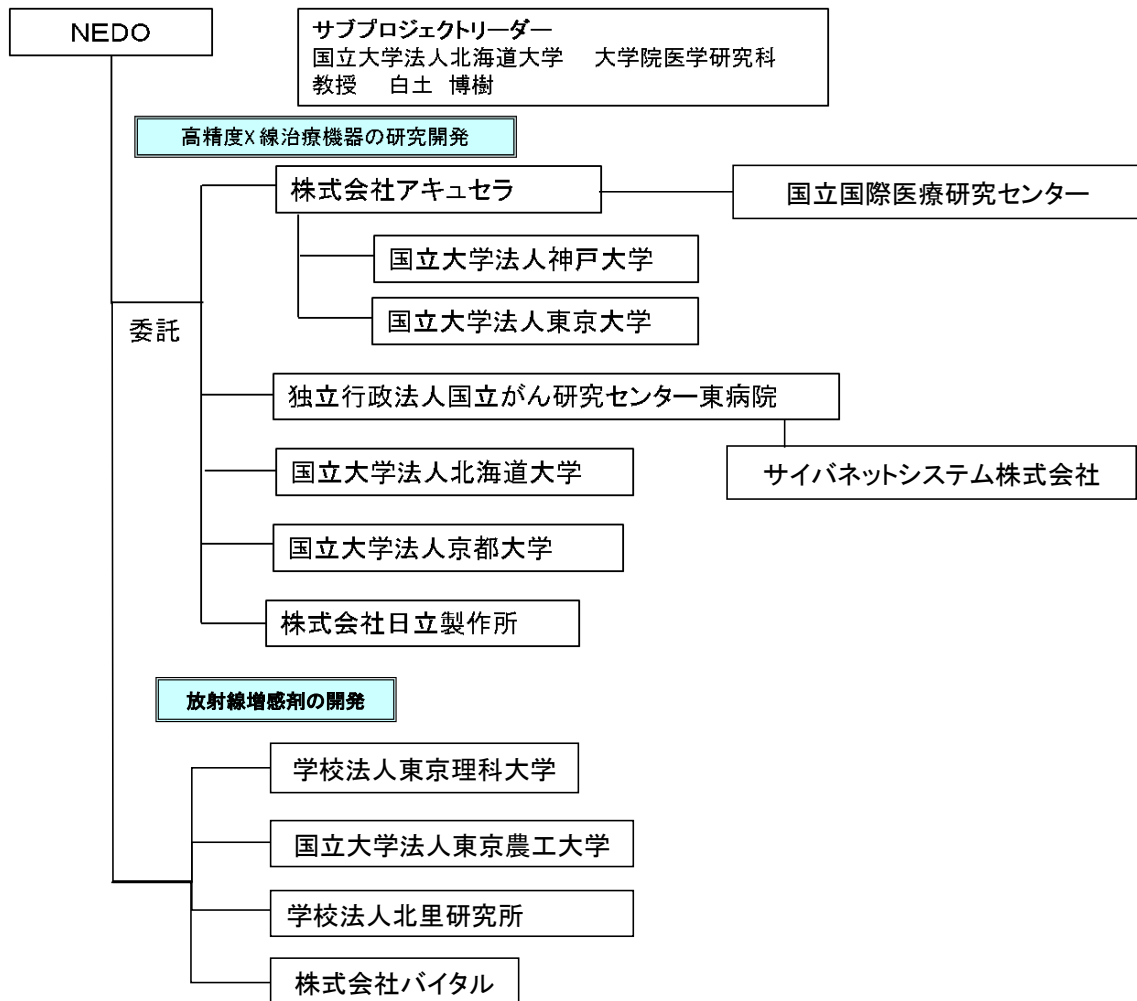 NEDO
サブプロジェクトリーダー
国立大学法人北海道大学　大学院医学研究科
教授　白土 博樹
高精度X線治療機器の研究開発
株式会社アキュセラ
国立国際医療研究センター
国立大学法人神戸大学
国立大学法人東京大学
委託
独立行政法人国立がん研究センター東病院
サイバネットシステム株式会社
国立大学法人北海道大学
国立大学法人京都大学
株式会社日立製作所
放射線増感剤の開発
学校法人東京理科大学
国立大学法人東京農工大学
学校法人北里研究所
株式会社バイタル